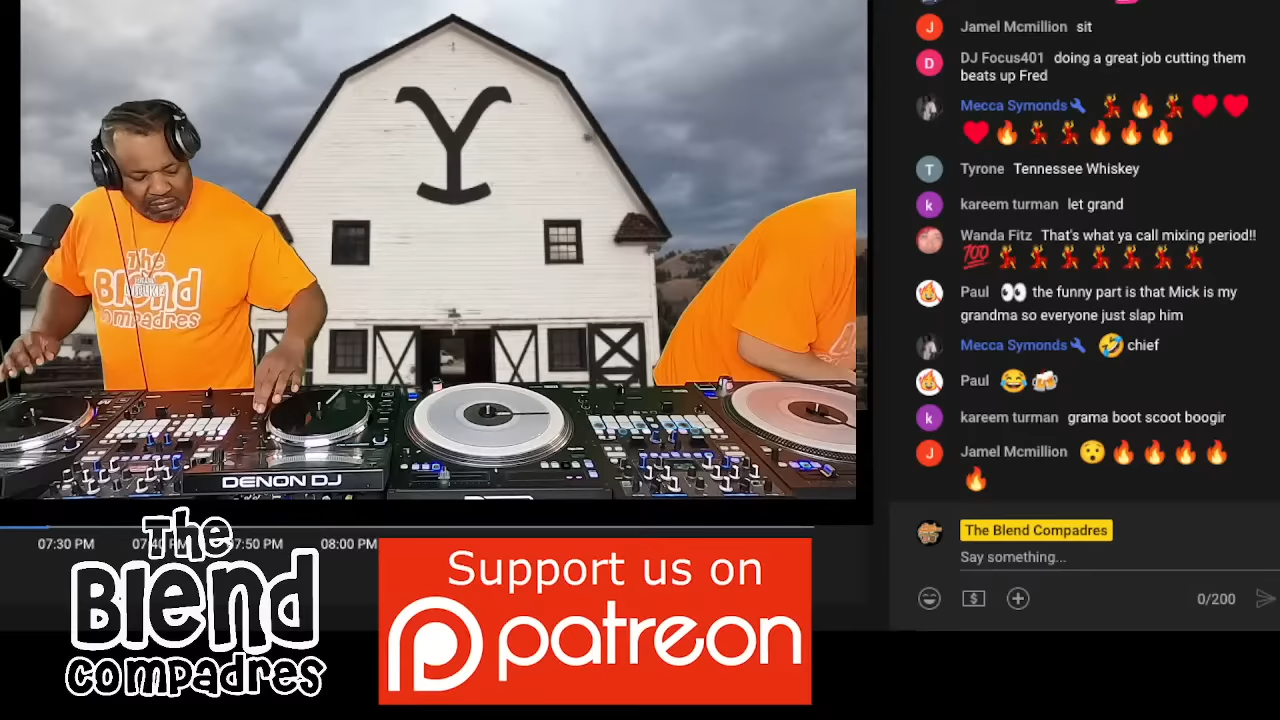 Jamel Mcmillion sit
DJ Focus401 doing a great job cutting them
beats up Fred
Mecca Symonds 💃🔥💃❤️❤️
❤️🔥💃💃🔥🔥🔥
Tyrone Tennessee Whiskey
kareem turman let grand
Wanda Fitz That's what ya call mixing period!!
💯💃💃💃💃💃💃💃
Paul 👀 the funny part is that Mick is my
grandma so everyone just slap him
Mecca Symonds 🤣 chief
Paul 😂🍻
kareem turman grama boot scoot boogir
Jamel Mcmillion 😯🔥🔥🔥🔥
🔥
The Blend Compadres
Say something...
0/200
Y
The
Blend
Compadres
DENON DJ
07:30 PM 07:40 PM 07:50 PM 08:00 PM
The
Blend
Compadres
Support us on
patreon